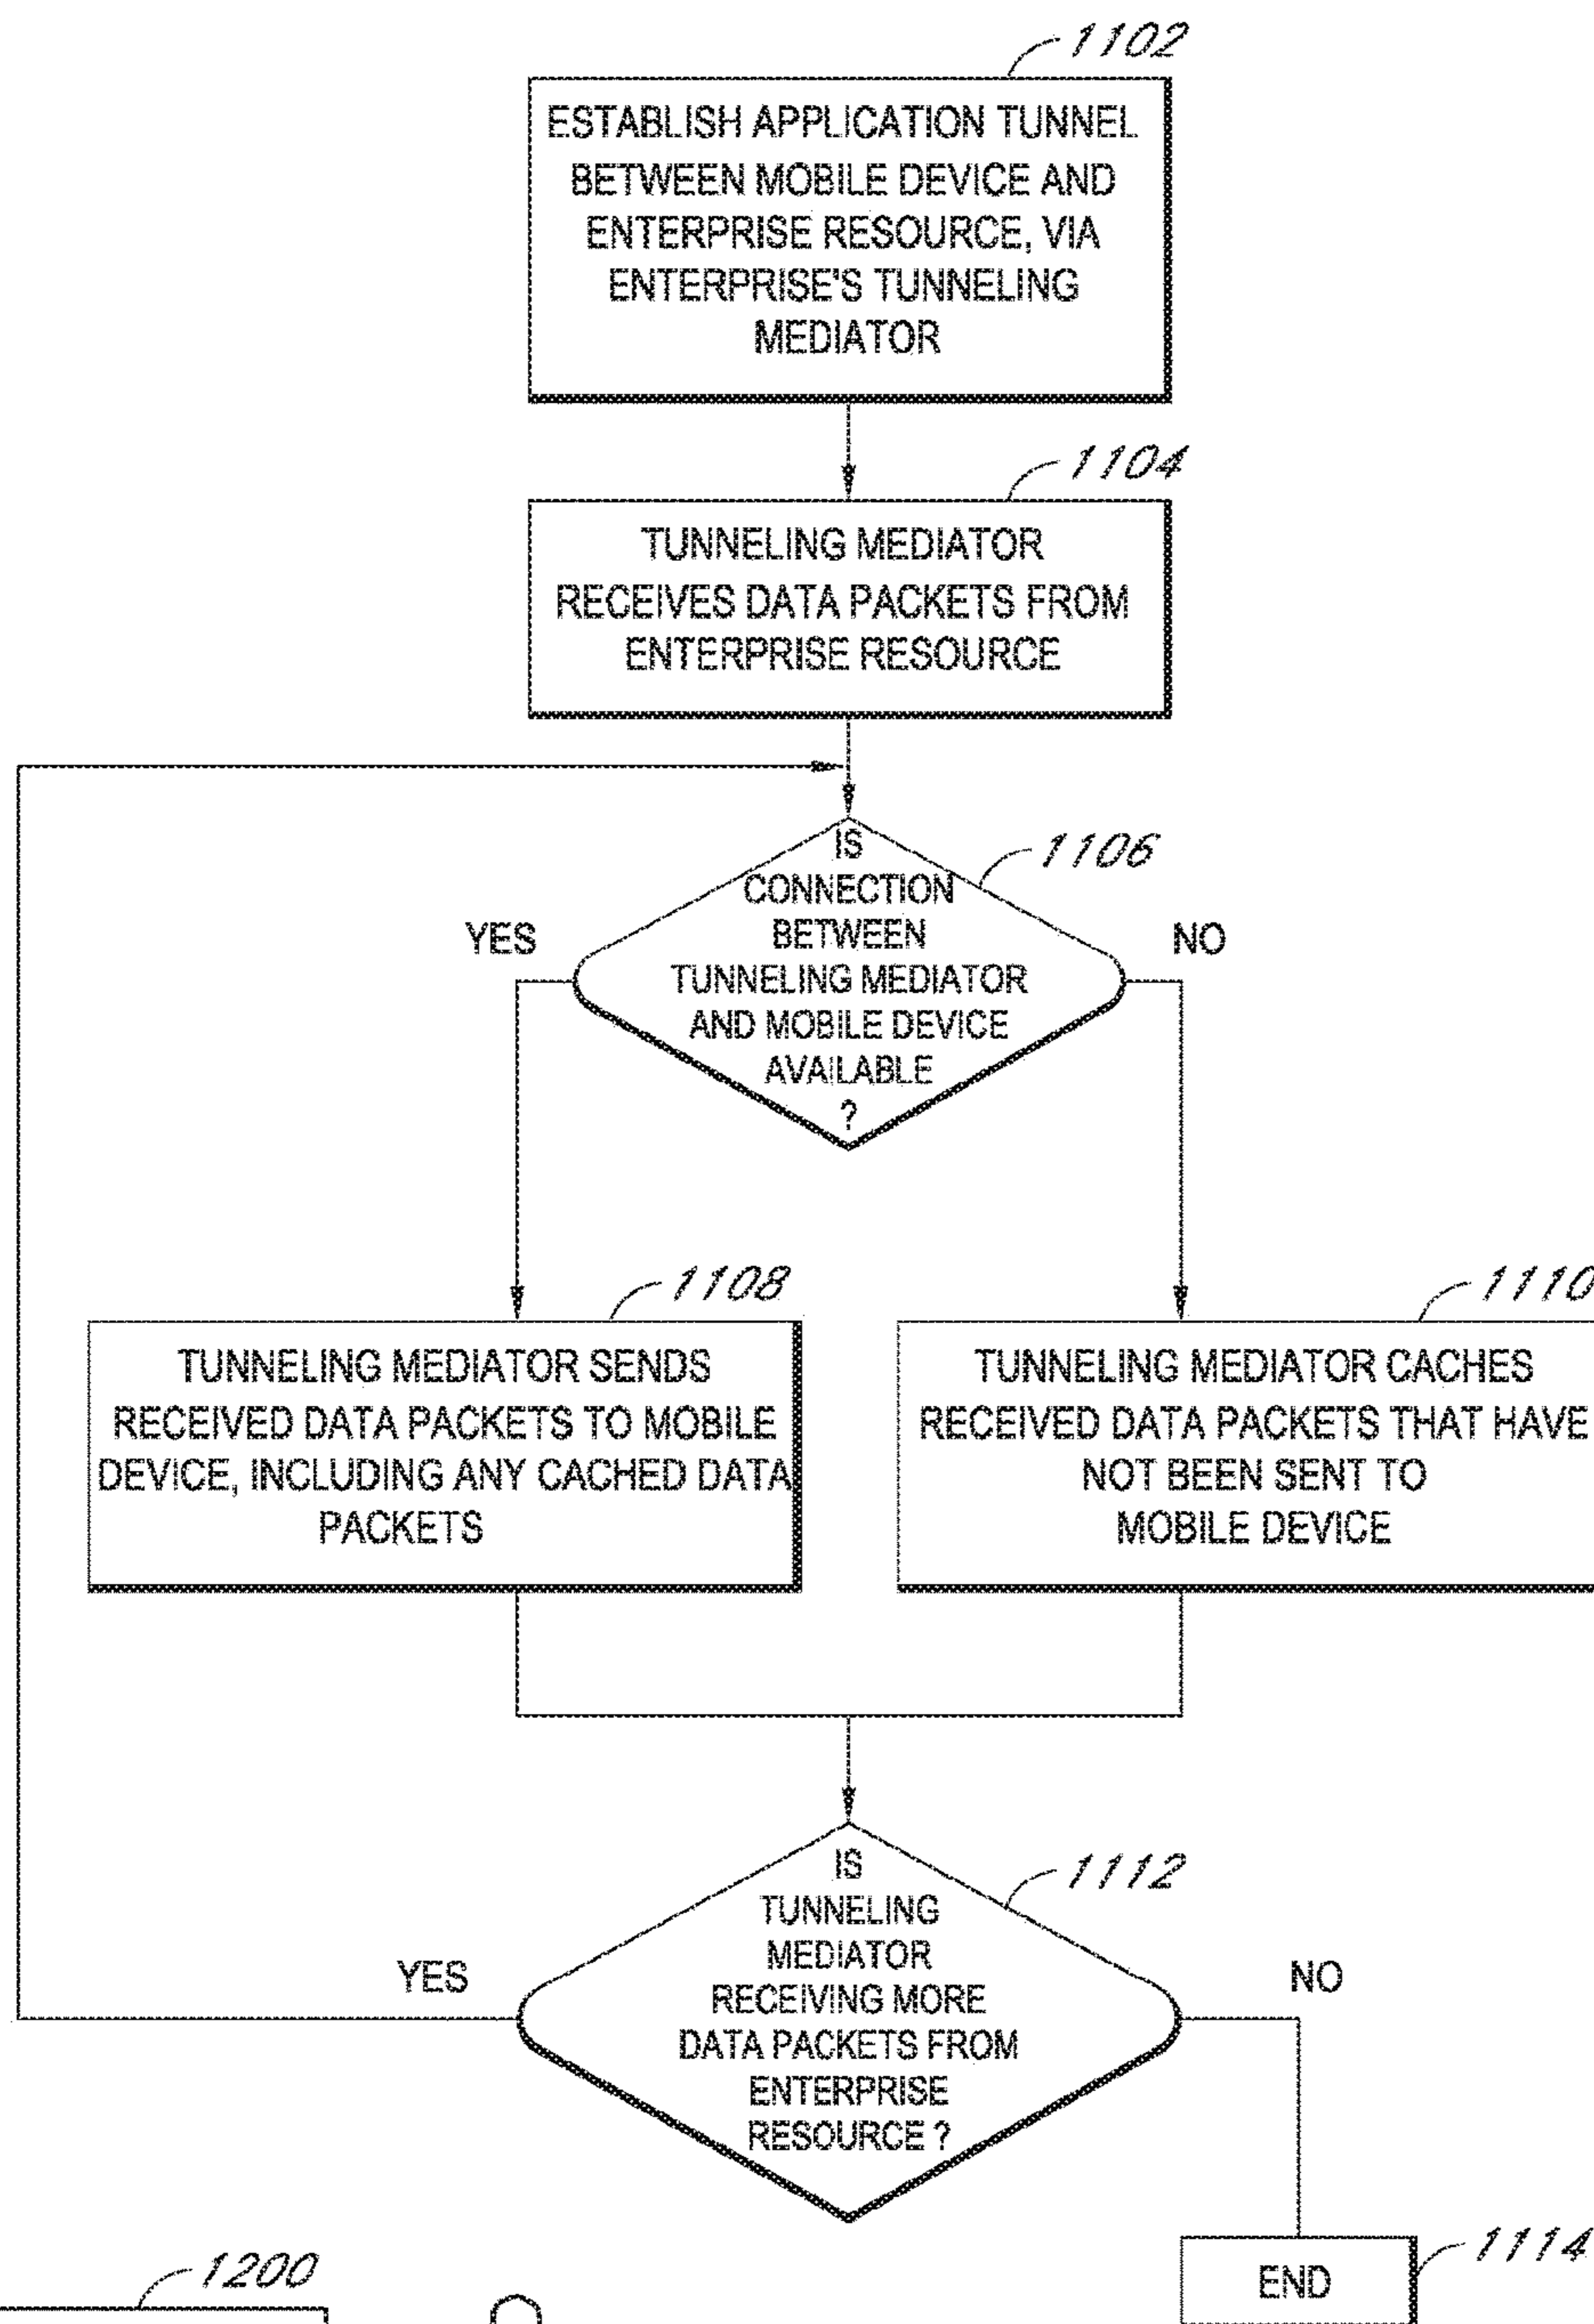 1102
ESTABLISH APPLICATION TUNNEL
BETWEEN MOBILE DEVICE AND
ENTERPRISE RESOURCE, VIA
ENTERPRISE'S TUNNELING
MEDIATOR
1104
TUNNELING MEDIATOR
RECEIVES DATA PACKETS FROM
ENTERPRISE RESOURCE
1106
IS
CONNECTION
BETWEEN
TUNNELING MEDIATOR
AND MOBILE DEVICE
AVAILABLE
?
YES
NO
1108
TUNNELING MEDIATOR SENDS
RECEIVED DATA PACKETS TO MOBILE
DEVICE, INCLUDING ANY CACHED DATA
PACKETS
1110
TUNNELING MEDIATOR CACHES
RECEIVED DATA PACKETS THAT HAVE
NOT BEEN SENT TO
MOBILE DEVICE
1112
IS
TUNNELING
MEDIATOR
RECEIVING MORE
DATA PACKETS FROM
ENTERPRISE
RESOURCE ?
YES
NO
1114
END
1200